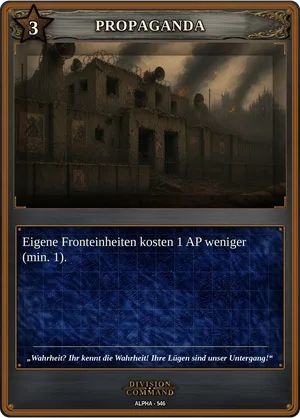 3
PROPAGANDA
Eigene Fronteinheiten kosten 1 AP weniger
(min. 1).
„Wahrheit? Ihr kennt die Wahrheit! Ihre Lügen sind unser Untergang!“
DIVISION
COMMAND
ALPHA - 546